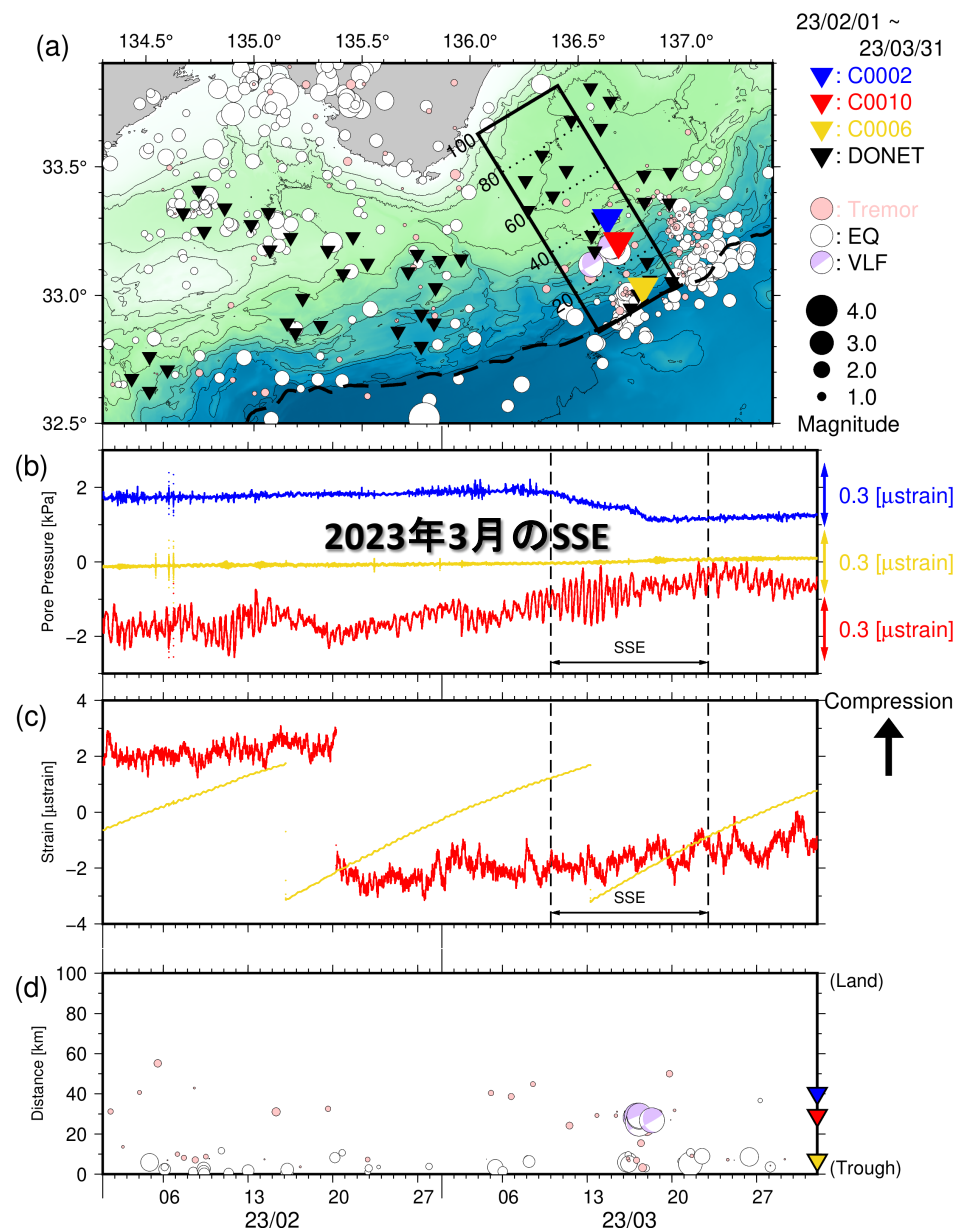 (a)
134.5° 135.0° 135.5° 136.0° 136.5° 137.0°
33.5°
33.0°
32.5°
100
80
60
40
20
23/02/01 ~
23/03/31
: C0002
: C0010
: C0006
: DONET
: Tremor
: EQ
: VLF
4.0
3.0
2.0
1.0
Magnitude
(b)
Pore Pressure [kPa]
2
0
−2
2023年3月のSSE
SSE
0.3 [μstrain]
0.3 [μstrain]
0.3 [μstrain]
(c)
Strain [μstrain]
4
2
0
−2
−4
SSE
Compression
(d)
Distance [km]
100
80
60
40
20
0
(Land)
(Trough)
06 13 20 27 06 13 20 27
23/02 23/03